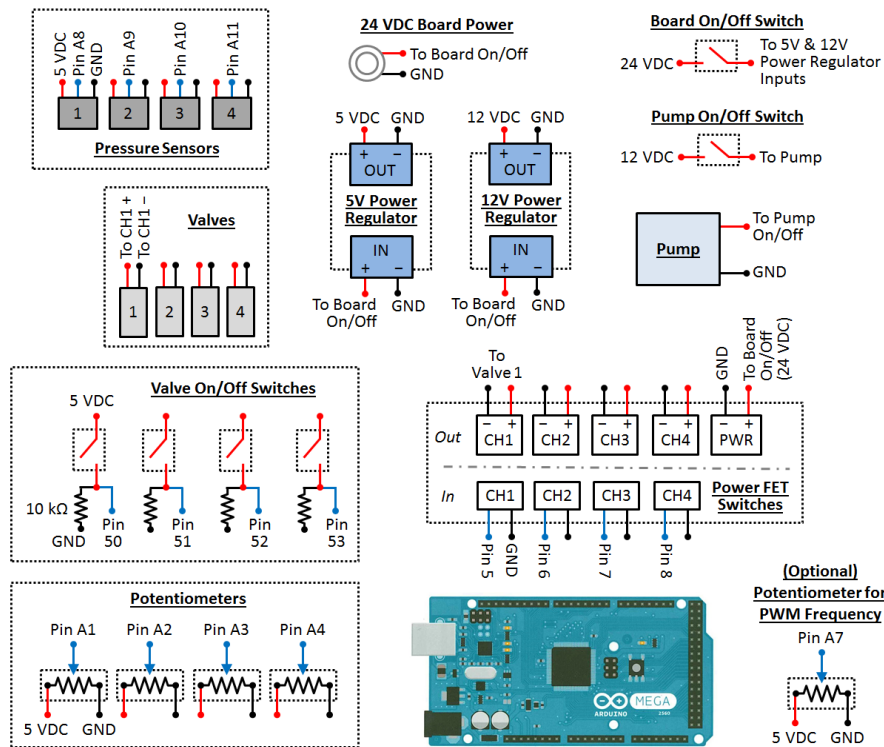 5 VDC
Pin A8
GND
Pin A9
Pin A10
Pin A11
1
2
3
4
Pressure Sensors
24 VDC Board Power
To Board On/Off
GND
Board On/Off Switch
24 VDC
To 5V & 12V
Power Regulator
Inputs
Pump On/Off Switch
12 VDC
To Pump
5 VDC
GND
+ −
OUT
5V Power
Regulator
IN
+ −
To Board
On/Off
GND
12 VDC
GND
+ −
OUT
12V Power
Regulator
IN
+ −
To Board
On/Off
GND
Pump
To Pump
On/Off
GND
Valves
To CH1 +
To CH1 −
1
2
3
4
Valve On/Off Switches
5 VDC
10 kΩ
GND
Pin
50
Pin
51
Pin
52
Pin
53
To
Valve 1
GND
To Board
On/Off
(24 VDC)
Out
− +
CH1
− +
CH2
− +
CH3
− +
CH4
− +
PWR
In
CH1
CH2
CH3
CH4
Power FET
Switches
Pin 5
GND
Pin 6
Pin 7
Pin 8
Potentiometers
Pin A1
Pin A2
Pin A3
Pin A4
5 VDC
GND
ARDUINO
MEGA
2560
(Optional)
Potentiometer for
PWM Frequency
Pin A7
5 VDC
GND